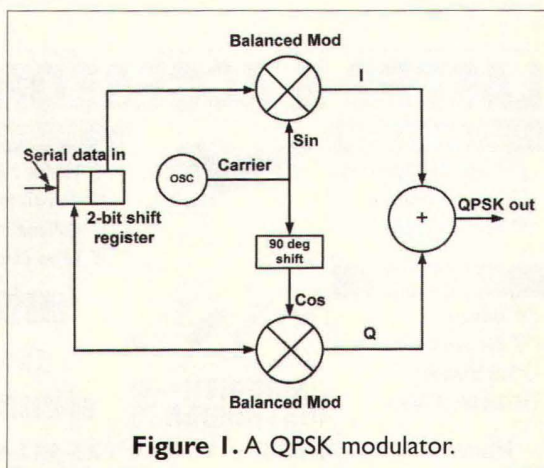 Balanced Mod
I
Sin
Serial data in
osc
Carrier
QPSK out
2-bit shift
register
+
90 deg
shift
Cos
Q
Balanced Mod
Figure 1. A QPSK modulator.